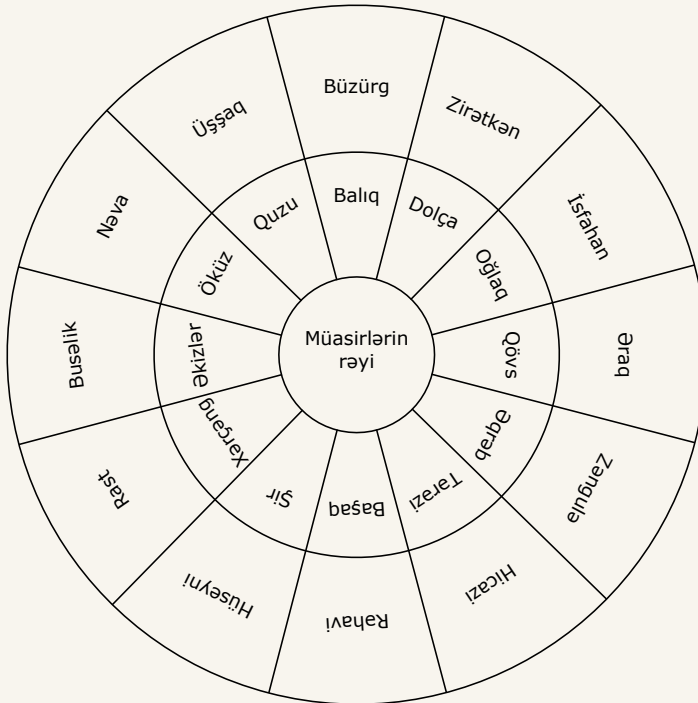 Büzürg
Zirətkən
İsfahan
Əraq
Zəngulə
Hicazi
Rəhavi
Hüseyni
Rast
Busəlik
Nəva
Üşşaq
Balıq
Dolça
Oğlaq
Qövs
Əqrəb
Tərəzi
Başaq
Şir
Xərçəng
Əkizlər
Öküz
Quzu
Müasirlərin
rəyi